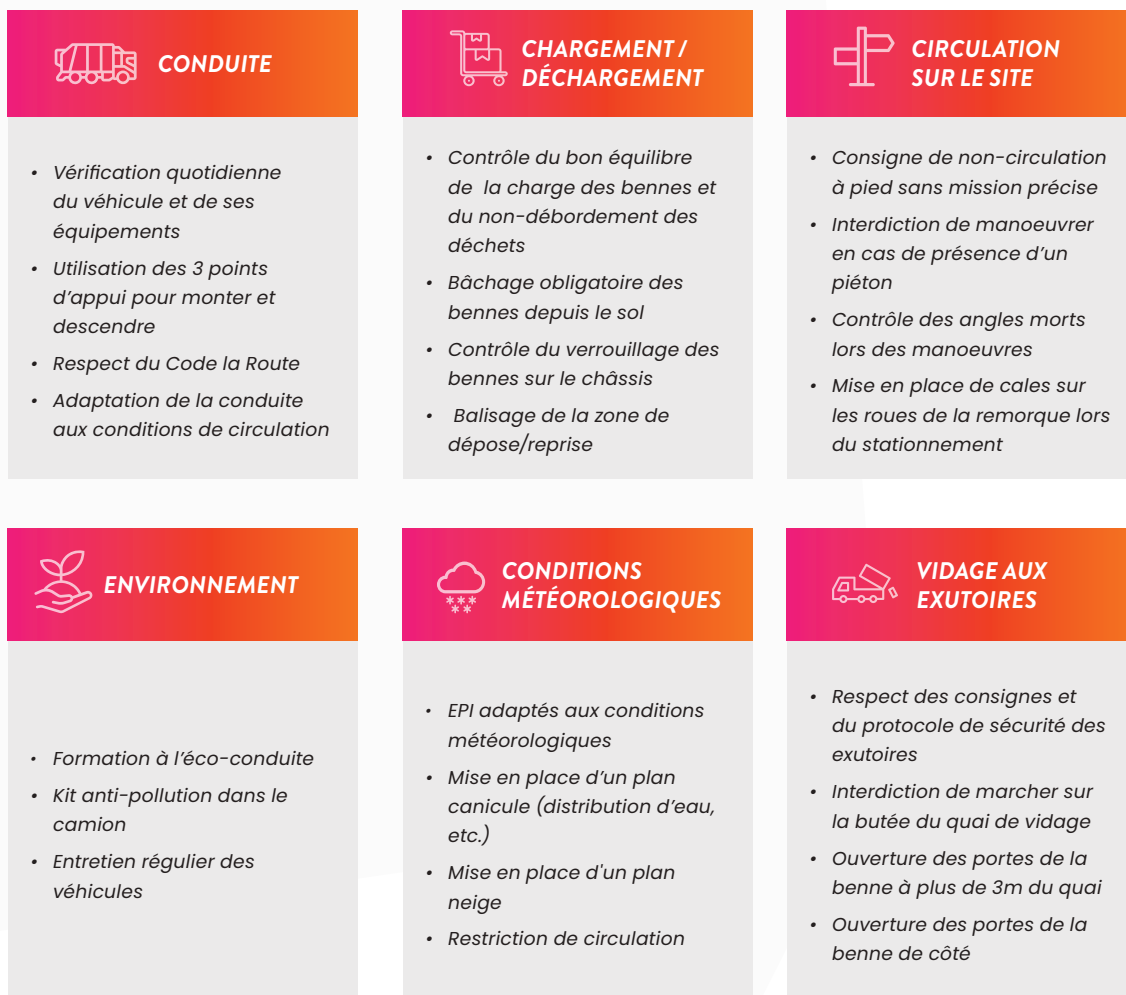 CONDUITE
• Vérification quotidienne
du véhicule et de ses
équipements
• Utilisation des 3 points
d'appui pour monter et
descendre
• Respect du Code la Route
• Adaptation de la conduite
aux conditions de circulation
CHARGEMENT /
DÉCHARGEMENT
• Contrôle du bon équilibre
de la charge des bennes et
du non-débordement des
déchets
• Bâchage obligatoire des
bennes depuis le sol
• Contrôle du verrouillage des
bennes sur le châssis
• Balisage de la zone de
dépose/reprise
CIRCULATION
SUR LE SITE
• Consigne de non-circulation
à pied sans mission précise
• Interdiction de manoeuvrer
en cas de présence d'un
piéton
• Contrôle des angles morts
lors des manoeuvres
• Mise en place de cales sur
les roues de la remorque lors
du stationnement
ENVIRONNEMENT
• Formation à l'éco-conduite
• Kit anti-pollution dans le
camion
• Entretien régulier des
véhicules
CONDITIONS
MÉTÉOROLOGIQUES
• EPI adaptés aux conditions
météorologiques
• Mise en place d'un plan
canicule (distribution d'eau,
etc.)
• Mise en place d'un plan
neige
• Restriction de circulation
VIDAGE AUX
EXUTOIRES
• Respect des consignes et
du protocole de sécurité des
exutoires
• Interdiction de marcher sur
la butée du quai de vidage
• Ouverture des portes de la
benne à plus de 3m du quai
• Ouverture des portes de la
benne de côté